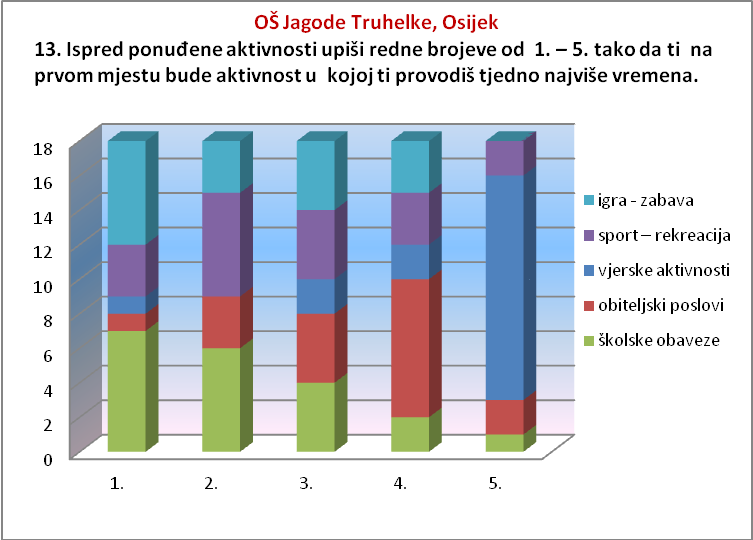 OŠ Jagode Truhelke, Osijek
13. Ispred ponuđene aktivnosti upiši redne brojeve od 1. – 5. tako da ti na
prvom mjestu bude aktivnost u kojoj ti provodiš tjedno najviše vremena.
18
16
14
12
10
8
6
4
2
0
1.
2.
3.
4.
5.
igra - zabava
sport – rekreacija
vjerske aktivnosti
obiteljski poslovi
školske obaveze